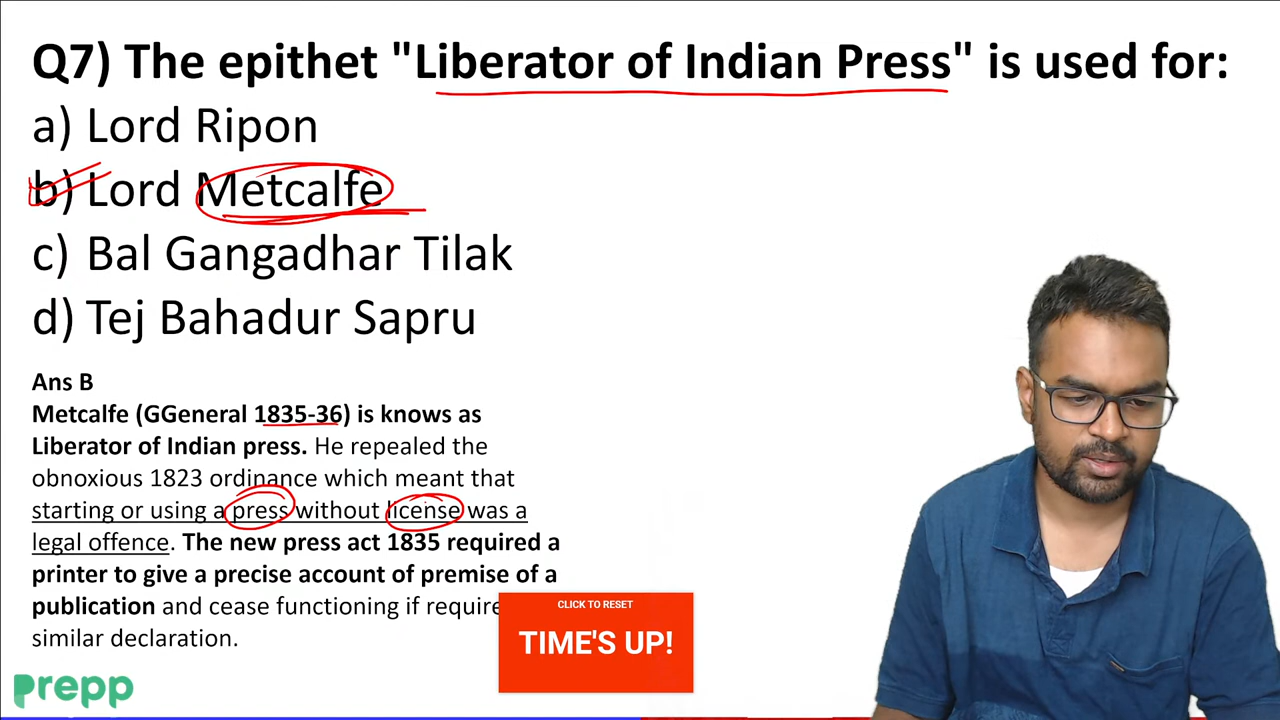 Q7) The epithet "Liberator of Indian Press" is used for:
a) Lord Ripon
b) Lord Metcalfe
c) Bal Gangadhar Tilak
d) Tej Bahadur Sapru
Ans B
Metcalfe (GGeneral 1835-36) is knows as
Liberator of Indian press. He repealed the
obnoxious 1823 ordinance which meant that
starting or using a press without license was a
legal offence. The new press act 1835 required a
printer to give a precise account of premise of a
publication and cease functioning if require
similar declaration.
CLICK TO RESET
TIME'S UP!
prepp